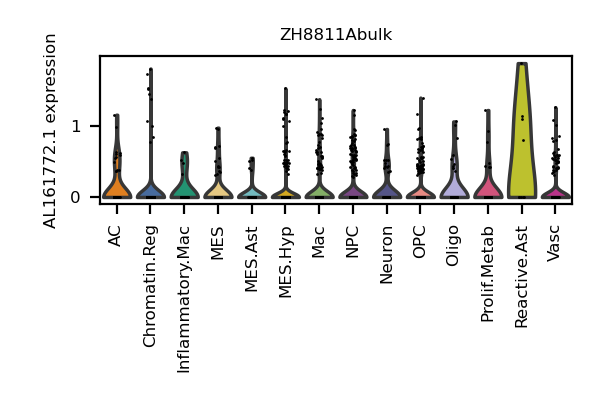 ZH8811Abulk
AL161772.1 expression
1
0
AC
Chromatin.Reg
Inflammatory.Mac
MES
MES.Ast
MES.Hyp
Mac
NPC
Neuron
OPC
Oligo
Prolif.Metab
Reactive.Ast
Vasc